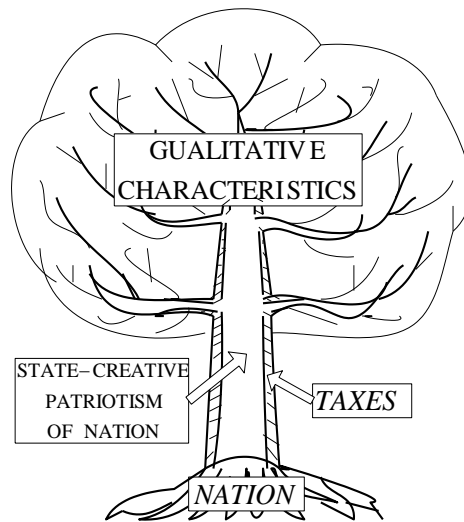 GUALITATIVE
CHARACTERISTICS
STATE–CREATIVE
PATRIOTISM
OF NATION
TAXES
NATION